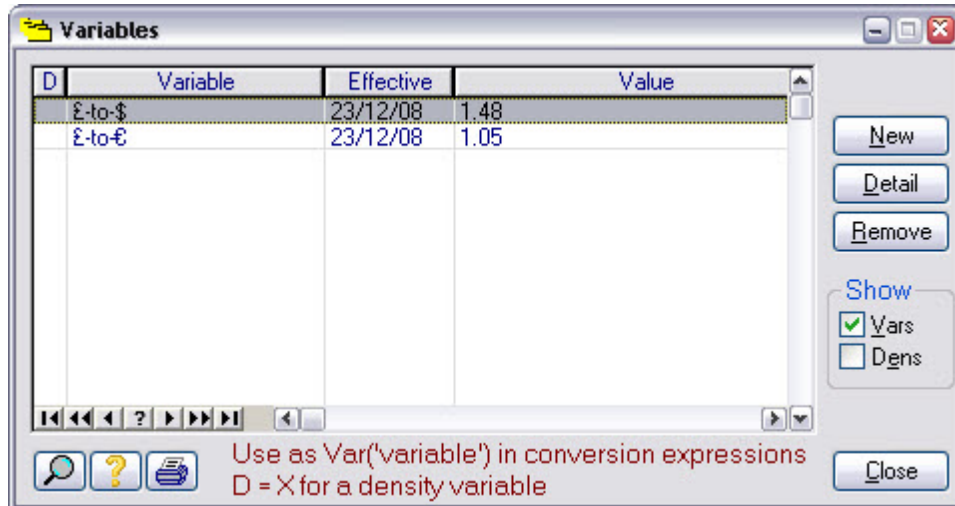 Variables
D Variable Effective Value
£-to-$ 23/12/08 1.48
£-to-€ 23/12/08 1.05
New
Detail
Remove
Show
Vars
Dens
?
?
Use as Var('variable') in conversion expressions
D = X for a density variable
Close